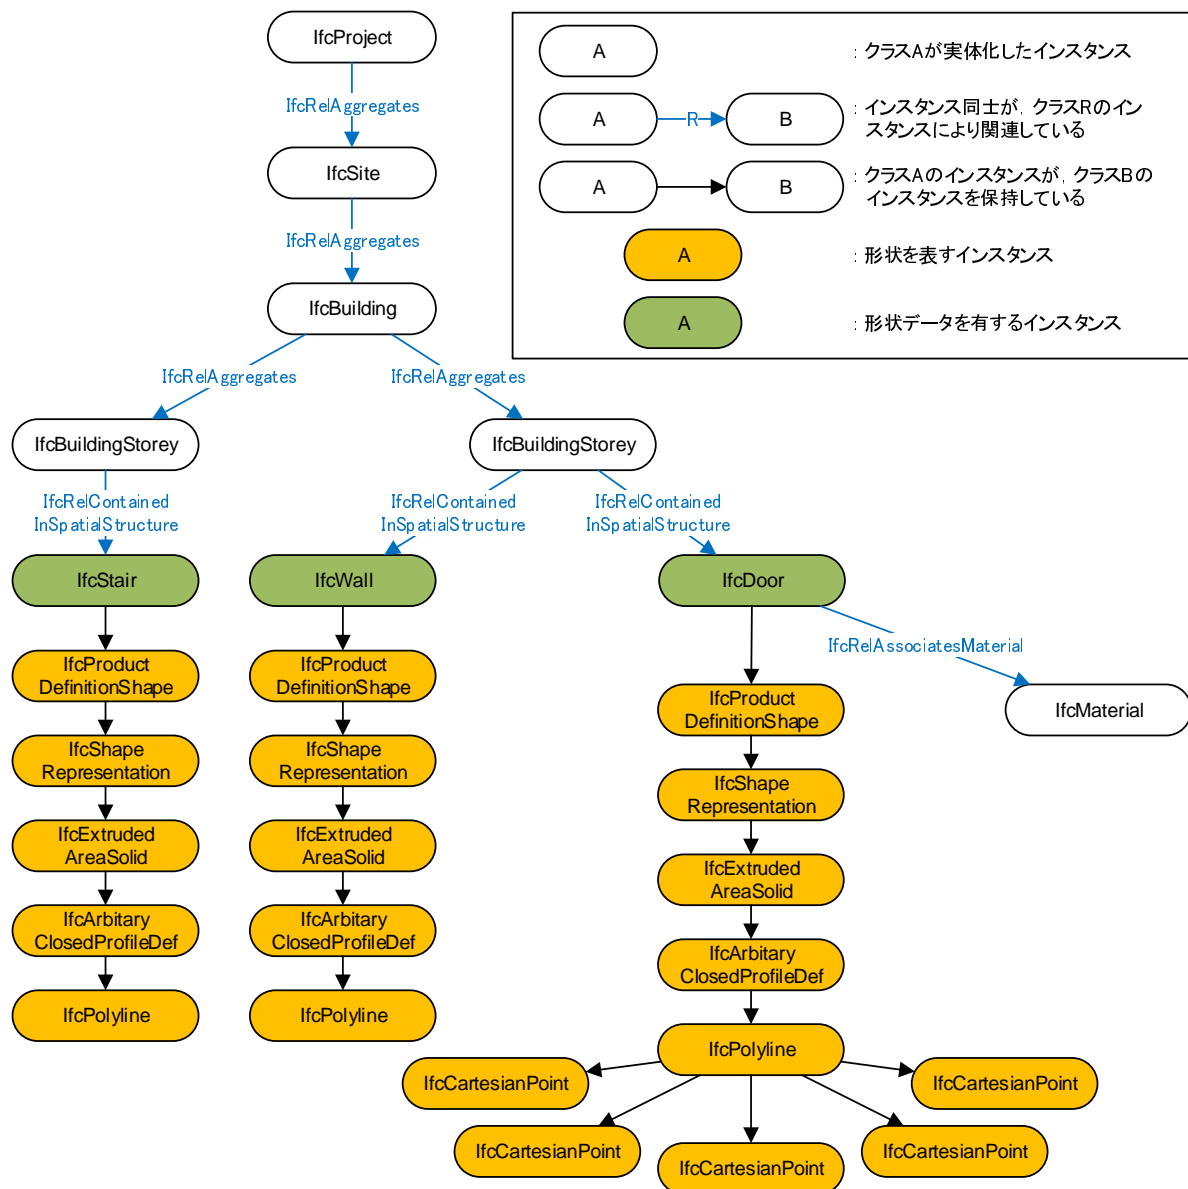 IfcProject
IfcRelAggregates
IfcSite
IfcRelAggregates
IfcBuilding
IfcRelAggregates
IfcRelAggregates
IfcBuildingStorey
IfcBuildingStorey
IfcRelContained
InSpatialStructure
IfcRelContained
InSpatialStructure
IfcRelContained
InSpatialStructure
IfcStair
IfcWall
IfcDoor
IfcRelAssociatesMaterial
IfcMaterial
IfcProduct
DefinitionShape
IfcShape
Representation
IfcExtruded
AreaSolid
IfcArbitary
ClosedProfileDef
IfcPolyline
IfcProduct
DefinitionShape
IfcShape
Representation
IfcExtruded
AreaSolid
IfcArbitary
ClosedProfileDef
IfcPolyline
IfcProduct
DefinitionShape
IfcShape
Representation
IfcExtruded
AreaSolid
IfcArbitary
ClosedProfileDef
IfcPolyline
IfcCartesianPoint
IfcCartesianPoint
IfcCartesianPoint
IfcCartesianPoint
IfcCartesianPoint
A
: クラスAが実体化したインスタンス
A R B
: インスタンス同士が, クラスRのイン
スタンスにより関連している
A B
: クラスAのインスタンスが, クラスBの
インスタンスを保持している
A
: 形状を表すインスタンス
A
: 形状データを有するインスタンス